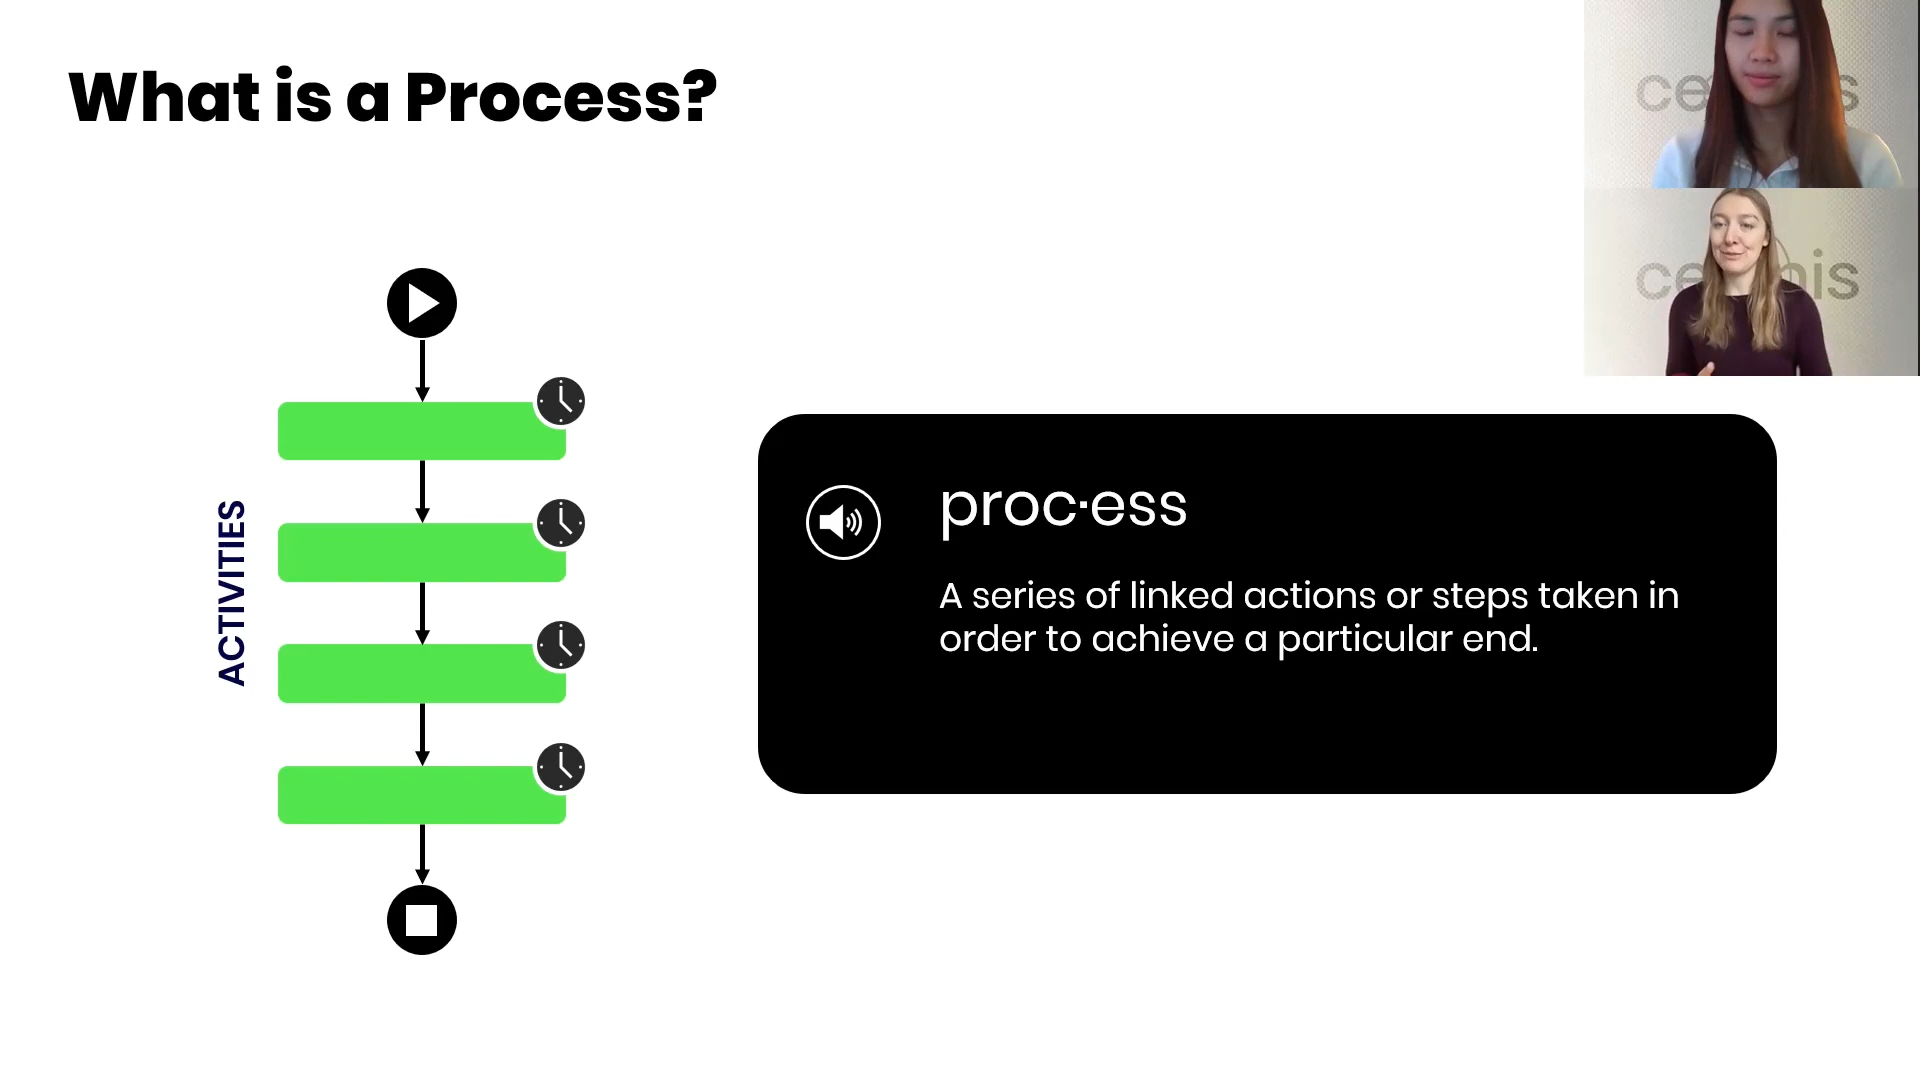 What is a Process?
ACTIVITIES
proc·ess
A series of linked actions or steps taken in
order to achieve a particular end.